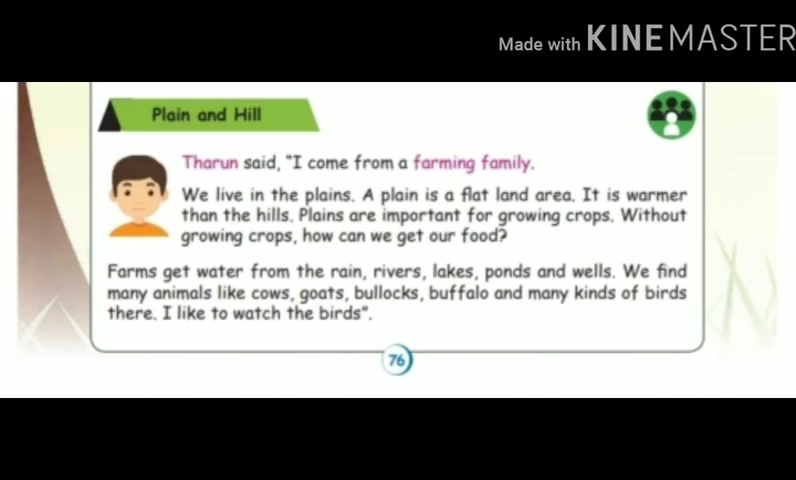 Made with KINEMASTER
Plain and Hill
Tharun said, "I come from a farming family.
We live in the plains. A plain is a flat land area. It is warmer
than the hills. Plains are important for growing crops. Without
growing crops, how can we get our food?
Farms get water from the rain, rivers, lakes, ponds and wells. We find
many animals like cows, goats, bullocks, buffalo and many kinds of birds
there. I like to watch the birds".
76